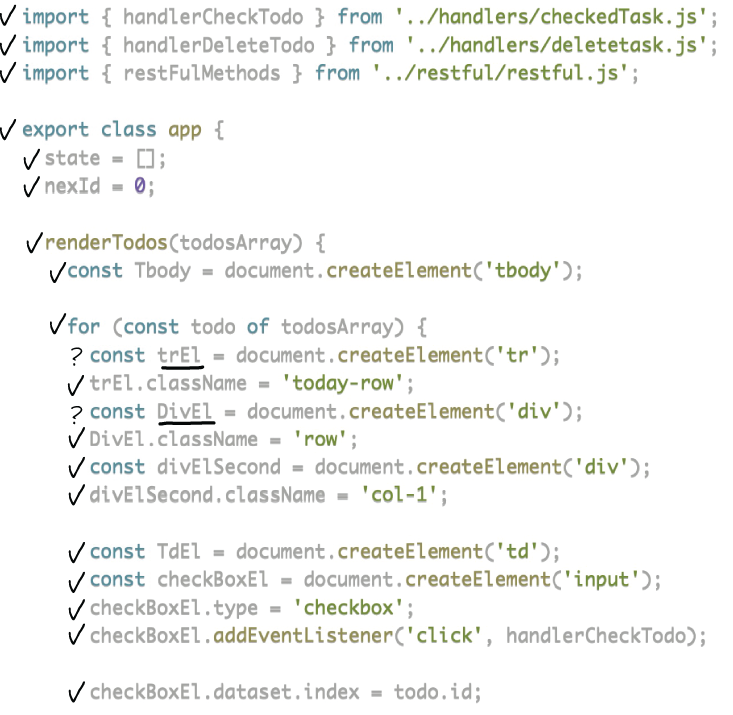 ✓ import { handlerCheckTodo } from '../handlers/checkedTask.js';
✓ import { handlerDeleteTodo } from '../handlers/deletetask.js';
✓ import { restFulMethods } from '../restful/restful.js';
✓ export class app {
✓ state = [];
✓ nexId = 0;
✓ renderTodos(todosArray) {
✓ const Tbody = document.createElement('tbody');
✓ for (const todo of todosArray) {
? const trEl = document.createElement('tr');
✓ trEl.className = 'today-row';
? const DivEl = document.createElement('div');
✓ DivEl.className = 'row';
✓ const divElSecond = document.createElement('div');
✓ divElSecond.className = 'col-1';
✓ const TdEl = document.createElement('td');
✓ const checkBoxEl = document.createElement('input');
✓ checkBoxEl.type = 'checkbox';
✓ checkBoxEl.addEventListener('click', handlerCheckTodo);
✓ checkBoxEl.dataset.index = todo.id;